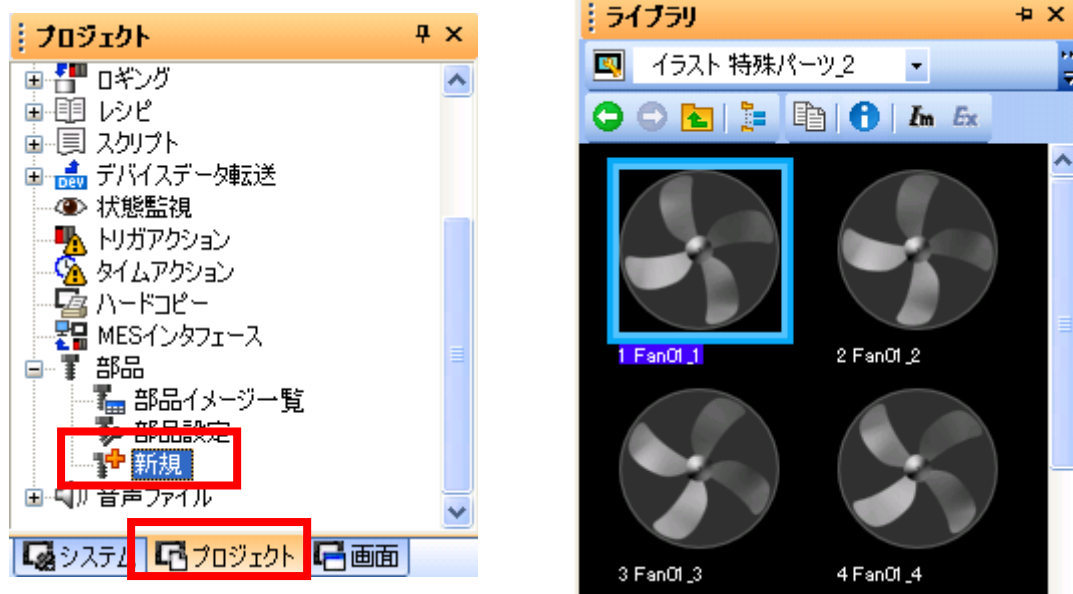 プロジェクト
ロギング
レシピ
スクリプト
Dev デバイスデータ転送
状態監視
トリガアクション
タイムアクション
ハードコピー
MESインタフェース
部品
部品イメージ一覧
部品設定
新規
音声ファイル
システム プロジェクト 画面
ライブラリ
イラスト 特殊パーツ_2
Im Ex
1 Fan01_1 2 Fan01_2
3 Fan01_3 4 Fan01_4